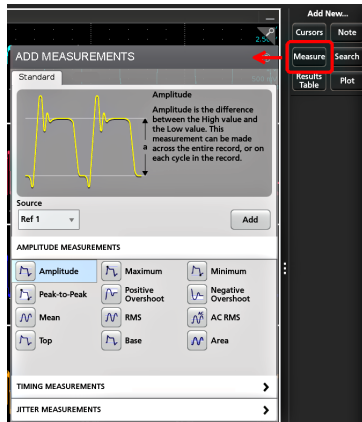 Add New...
Cursors
Note
2.50
ADD MEASUREMENTS
Measure
Search
Standard
Results
Table
Plot
Amplitude
Amplitude is the difference
between the High value and
the Low value. This
measurement can be made
across the entire record, or on
each cycle in the record.
a
Source
Ref 1
Add
AMPLITUDE MEASUREMENTS
Amplitude
Maximum
Minimum
Peak-to-Peak
Positive
Overshoot
Negative
Overshoot
Mean
RMS
AC RMS
Top
Base
Area
TIMING MEASUREMENTS
JITTER MEASUREMENTS